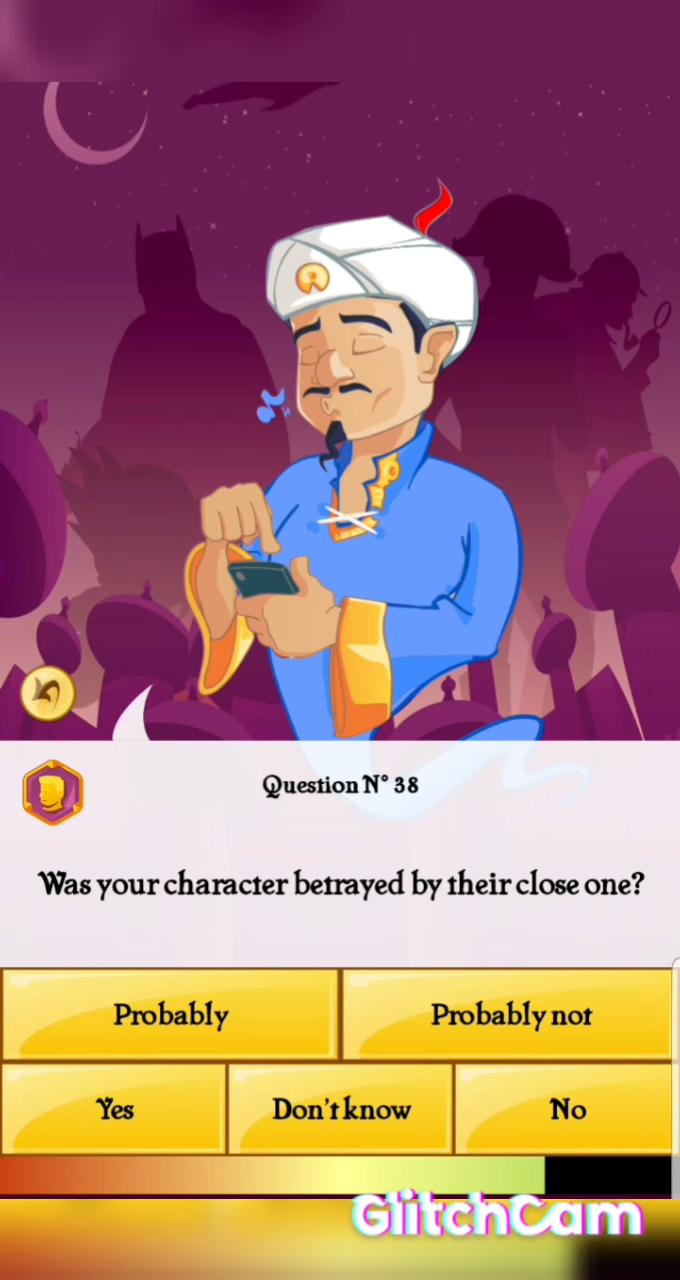 Question N° 38
Was your character betrayed by their close one?
Probably
Probably not
Yes
Don't know
No
GlitchCam